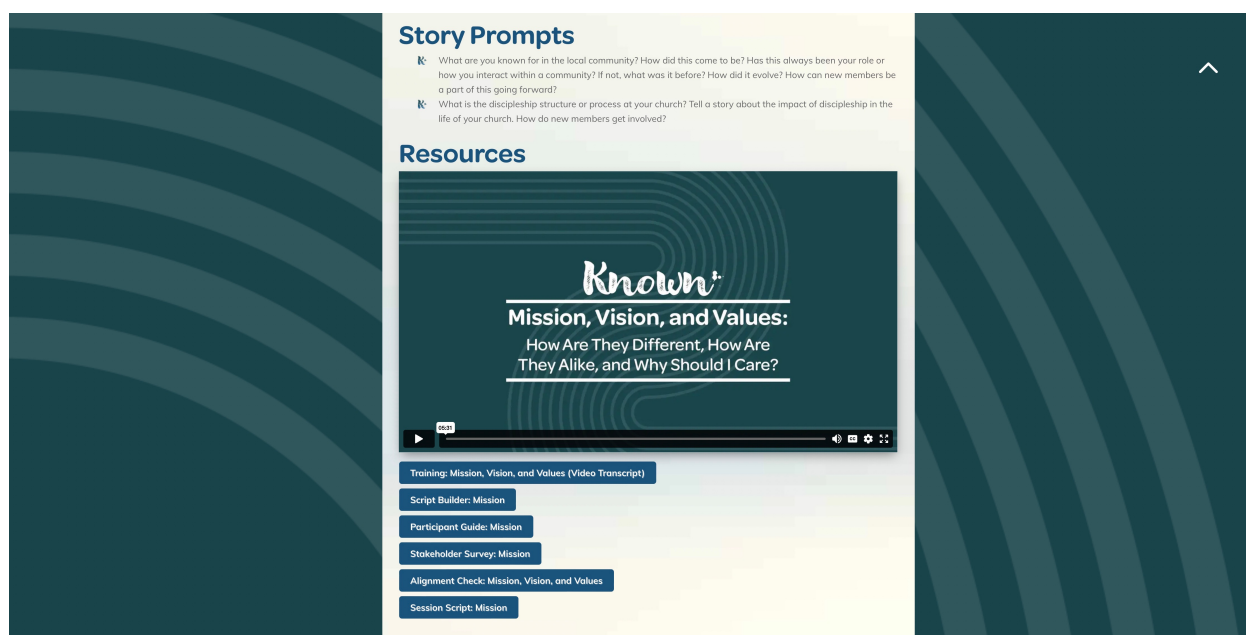 Story Prompts
What are you known for in the local community? How did this come to be? Has this always been your role or
how you interact within a community? If not, what was it before? How did it evolve? How can new members be
a part of this going forward?
What is the discipleship structure or process at your church? Tell a story about the impact of discipleship in the
life of your church. How do new members get involved?
Resources
Known
Mission, Vision, and Values:
How Are They Different, How Are
They Alike, and Why Should I Care?
05:31
CC
Training: Mission, Vision, and Values (Video Transcript)
Script Builder: Mission
Participant Guide: Mission
Stakeholder Survey: Mission
Alignment Check: Mission, Vision, and Values
Session Script: Mission